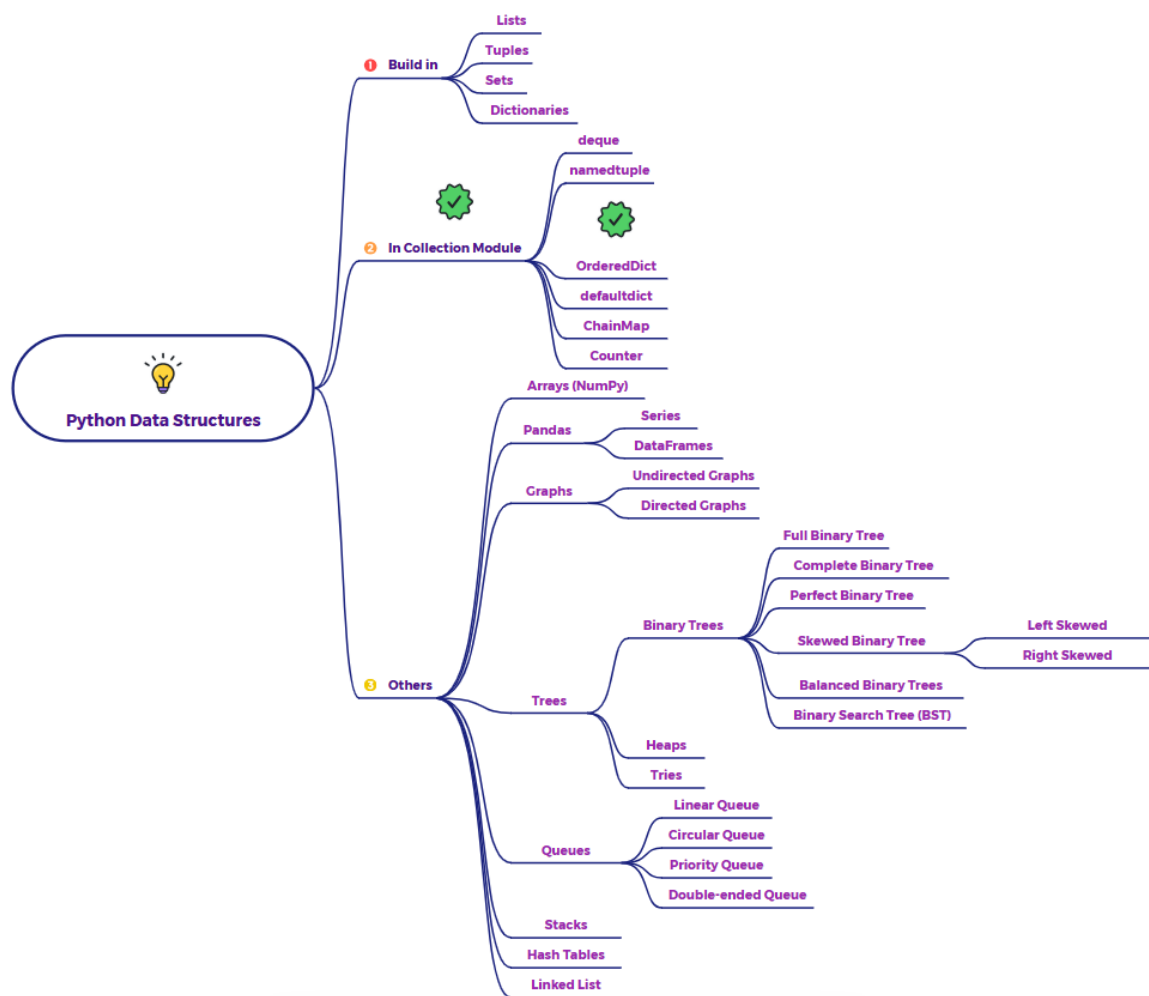 Python Data Structures
1 Build in
Lists
Tuples
Sets
Dictionaries
2 In Collection Module
deque
namedtuple
OrderedDict
defaultdict
ChainMap
Counter
3 Others
Arrays (NumPy)
Pandas
Series
DataFrames
Graphs
Undirected Graphs
Directed Graphs
Trees
Binary Trees
Full Binary Tree
Complete Binary Tree
Perfect Binary Tree
Skewed Binary Tree
Left Skewed
Right Skewed
Balanced Binary Trees
Binary Search Tree (BST)
Heaps
Tries
Queues
Linear Queue
Circular Queue
Priority Queue
Double-ended Queue
Stacks
Hash Tables
Linked List